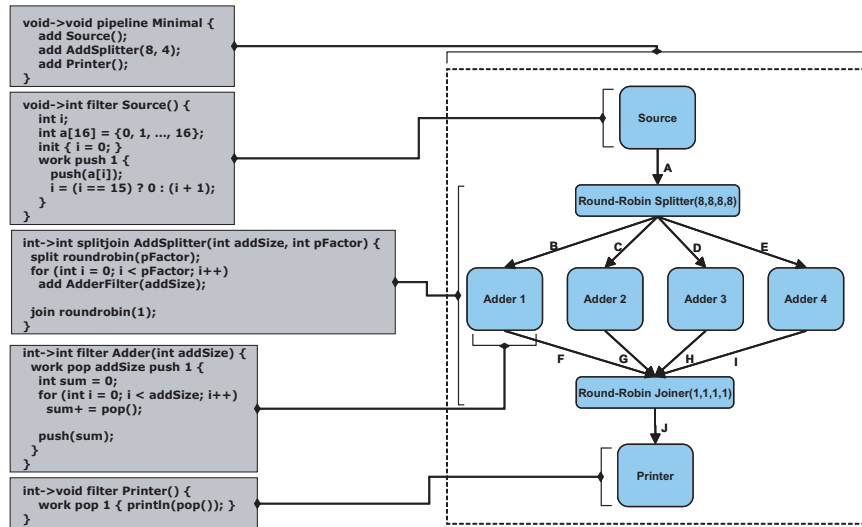 void->void pipeline Minimal {
add Source();
add AddSplitter(8, 4);
add Printer();
}
void->int filter Source() {
int i;
int a[16] = {0, 1, ..., 16};
init { i = 0; }
work push 1 {
push(a[i]);
i = (i == 15) ? 0 : (i + 1);
}
}
int->int splitjoin AddSplitter(int addSize, int pFactor) {
split roundrobin(pFactor);
for (int i = 0; i < pFactor; i++)
add AdderFilter(addSize);
join roundrobin(1);
}
int->int filter Adder(int addSize) {
work pop addSize push 1 {
int sum = 0;
for (int i = 0; i < addSize; i++)
sum+ = pop();
push(sum);
}
}
int->void filter Printer() {
work pop 1 { println(pop()); }
}
Source
A
Round-Robin Splitter(8,8,8,8)
B
C
D
E
Adder 1
Adder 2
Adder 3
Adder 4
F
G
H
I
Round-Robin Joiner(1,1,1,1)
J
Printer